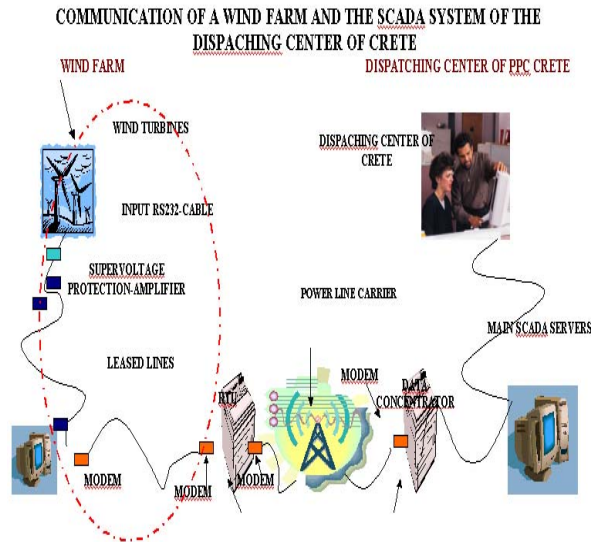 COMMUNICATION OF A WIND FARM AND THE SCADA SYSTEM OF THE
DISPACHING CENTER OF CRETE
WIND FARM
DISPATCHING CENTER OF PPC CRETE
WIND TURBINES
DISPACHING CENTER OF
CRETE
INPUT RS232-CABLE
SUPERVOLTAGE
PROTECTION-AMPLIFIER
POWER LINE CARRIER
MAIN SCADA SERVERS
LEASED LINES
MODEM
DATA
CONCENTRATOR
RTU
MODEM
MODEM
MODEM